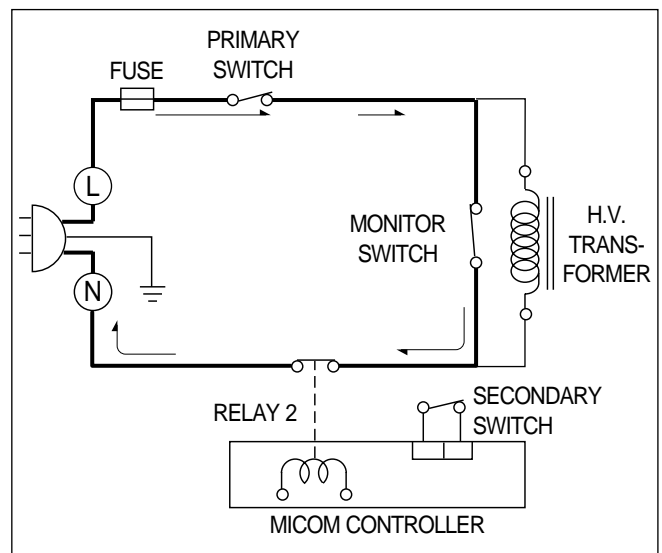 PRIMARY
SWITCH
FUSE
L
MONITOR
SWITCH
H.V.
TRANS-
FORMER
N
RELAY 2
SECONDARY
SWITCH
MICOM CONTROLLER